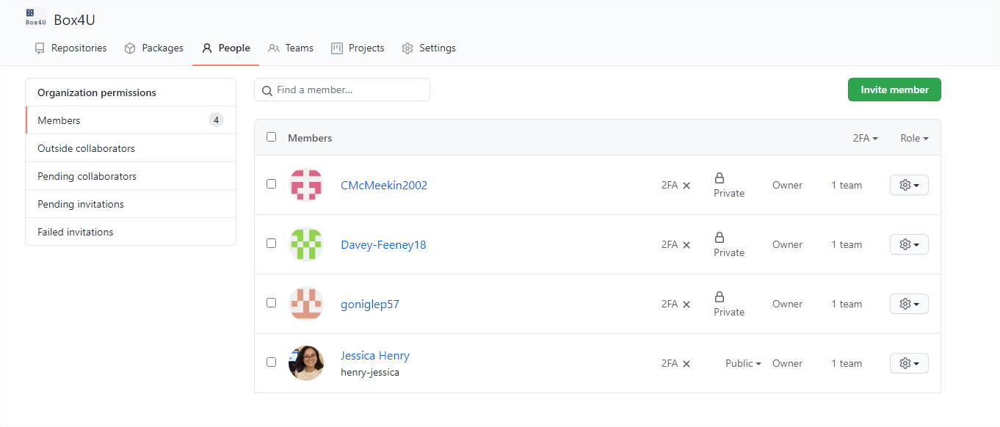 Box4U
Box4U
Repositories
Packages
People
Teams
Projects
Settings
Organization permissions
Members 4
Outside collaborators
Pending collaborators
Pending invitations
Failed invitations
Find a member...
Invite member
Members 2FA Role
CMcMeekin2002 2FA Private Owner 1 team
Davey-Feeney18 2FA Private Owner 1 team
goniglep57 2FA Private Owner 1 team
Jessica Henry
henry-jessica
2FA Public Owner 1 team